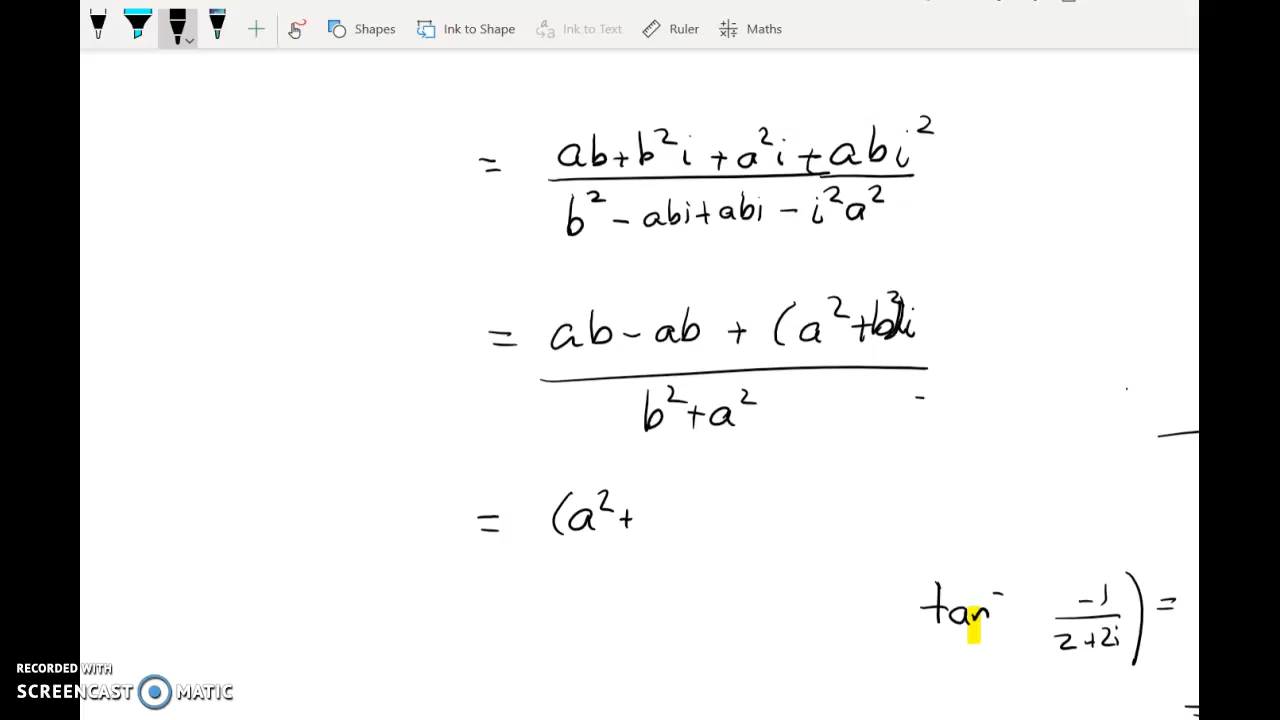 Shapes Ink to Shape Ink to Text Ruler Maths
= (ab + b²i + a²i + abi²) / (b² - abi + abi - i²a²)
= (ab - ab + (a² + b²)i) / (b² + a²)
= (a² +
tan⁻ -1 / (2+2i) ) =
RECORDED WITH
SCREENCAST MATIC